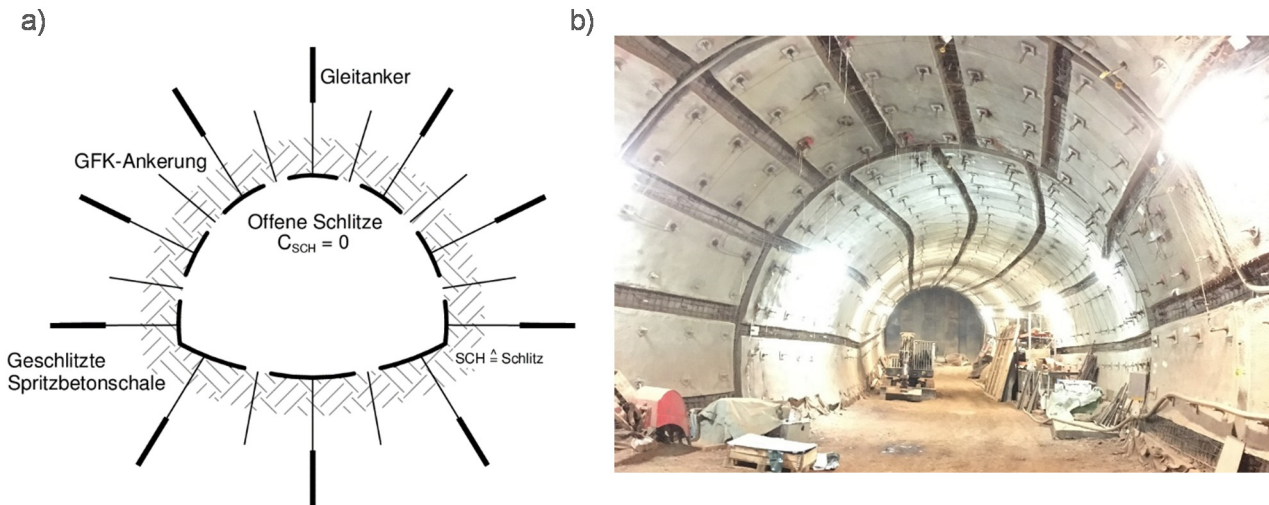 a)
b)
Gleitanker
GFK-Ankerung
Offene Schlitze
C_SCH = 0
Geschlitzte
Spritzbetonschale
SCH ≙ Schlitz